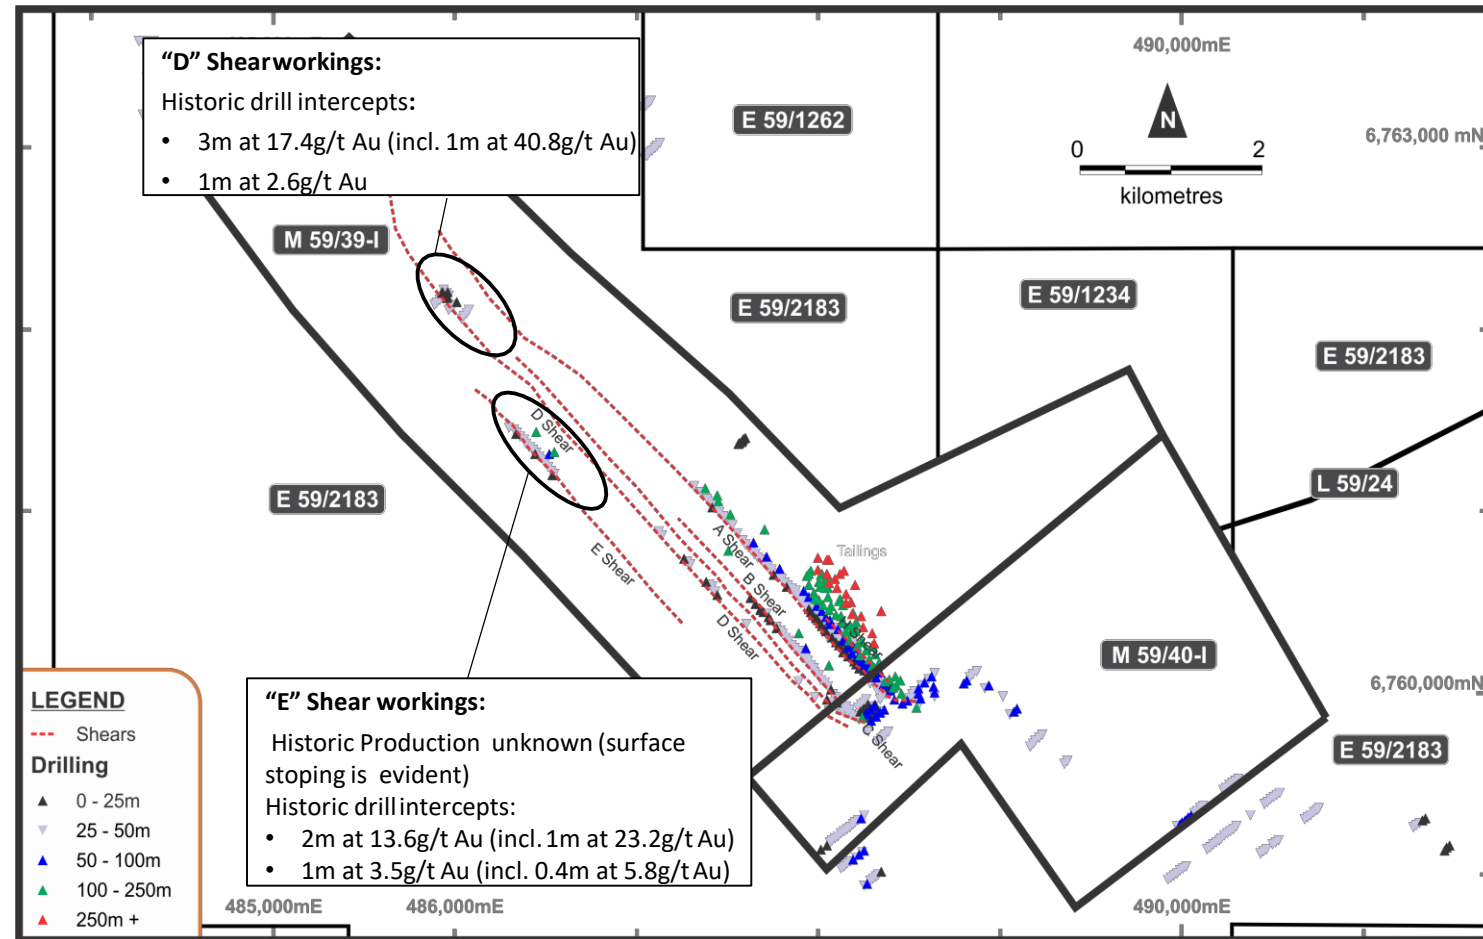 490,000mE
"D" Shear workings:
Historic drill intercepts:
• 3m at 17.4g/t Au (incl. 1m at 40.8g/t Au)
• 1m at 2.6g/t Au
E 59/1262
N
6,763,000 mN
0 2
kilometres
M 59/39-I
E 59/2183
E 59/1234
E 59/2183
D Shear
E 59/2183
L 59/24
A Shear
Tailings
E Shear
B Shear
D Shear
Shear
M 59/40-I
6,760,000mN
C Shear
E 59/2183
"E" Shear workings:
Historic Production unknown (surface
stoping is evident)
Historic drill intercepts:
• 2m at 13.6g/t Au (incl. 1m at 23.2g/t Au)
• 1m at 3.5g/t Au (incl. 0.4m at 5.8g/t Au)
LEGEND
Shears
Drilling
0 - 25m
25 - 50m
50 - 100m
100 - 250m
250m +
485,000mE
486,000mE
490,000mE